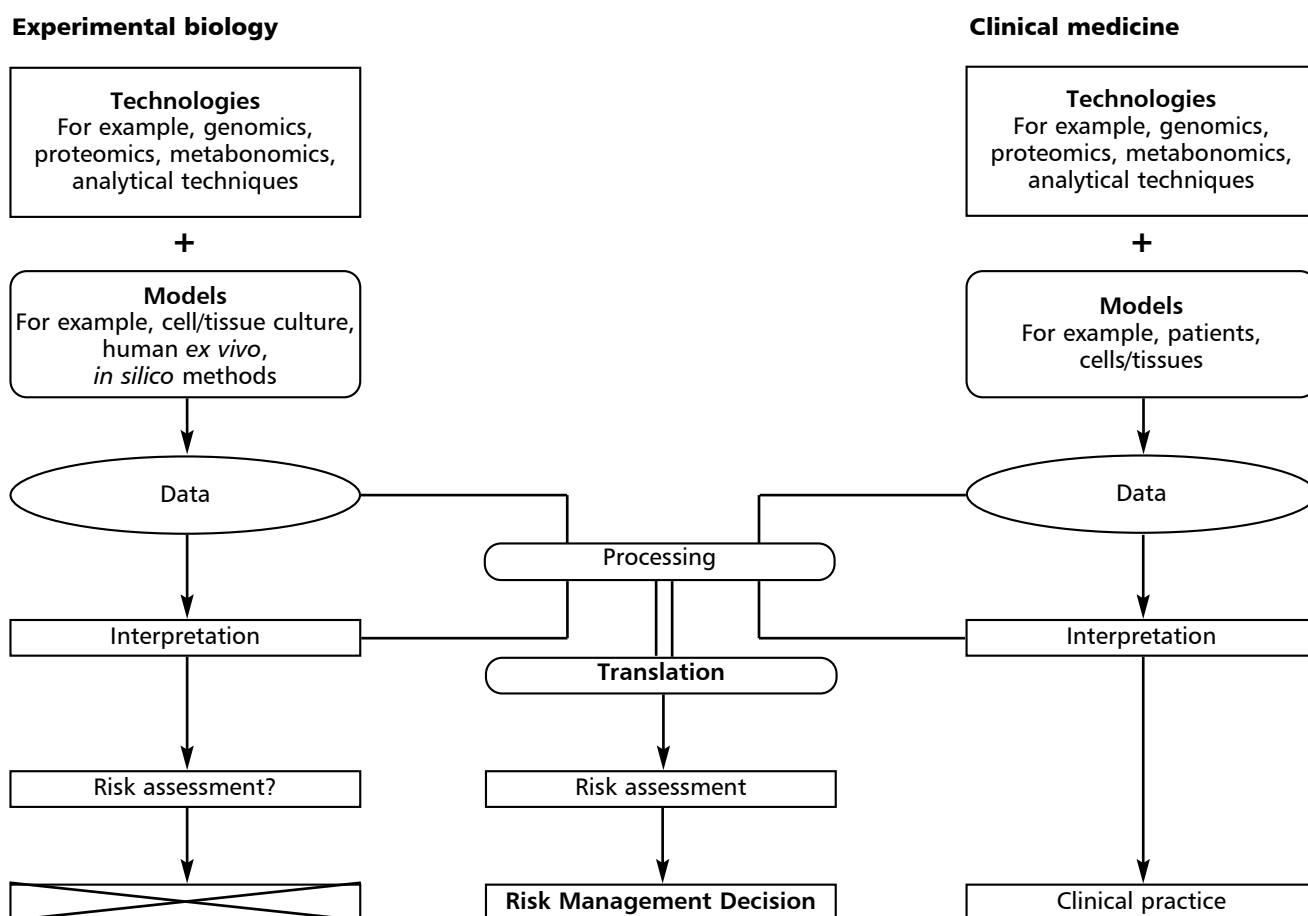 Experimental biology
Technologies
For example, genomics,
proteomics, metabonomics,
analytical techniques
+
Models
For example, cell/tissue culture,
human ex vivo,
in silico methods
Data
Interpretation
Risk assessment?
Processing
Translation
Risk assessment
Risk Management Decision
Clinical medicine
Technologies
For example, genomics,
proteomics, metabonomics,
analytical techniques
+
Models
For example, patients,
cells/tissues
Data
Interpretation
Clinical practice